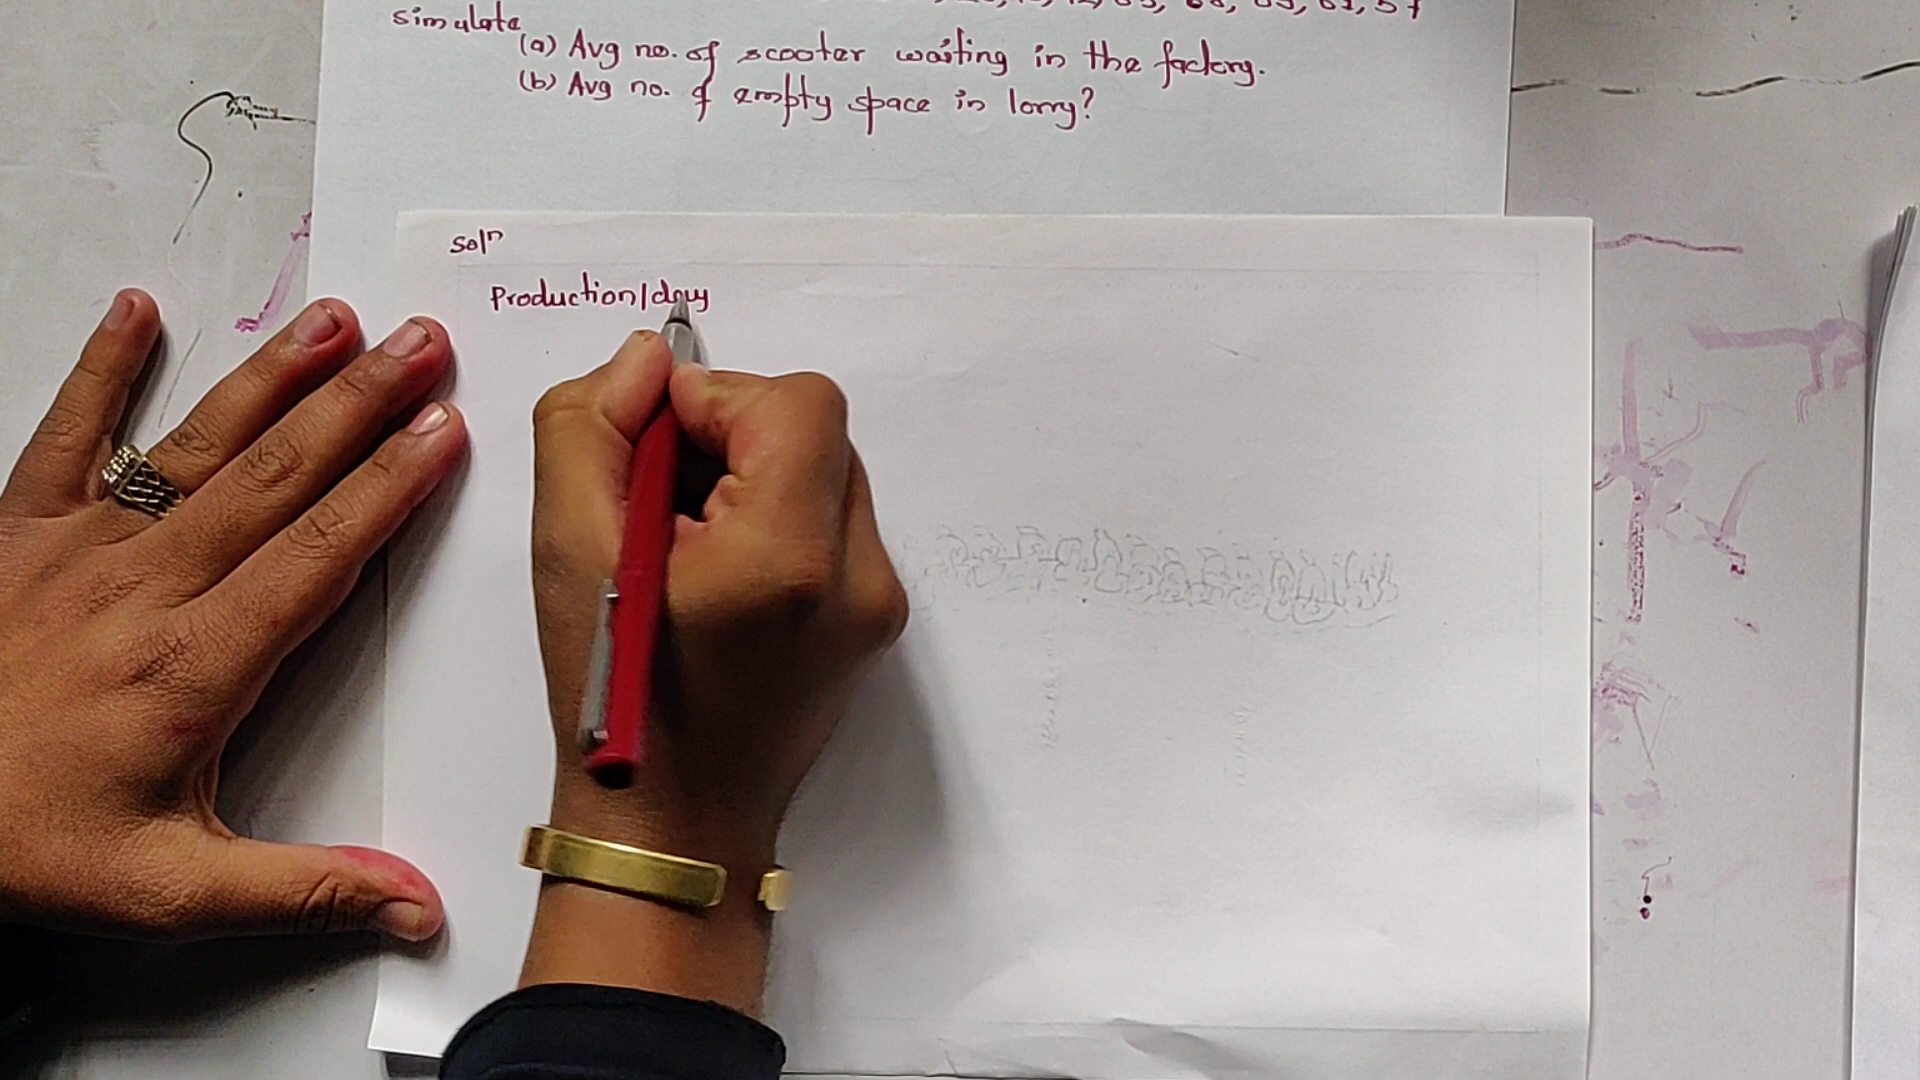 simulate
(a) Avg no. of scooter waiting in the factory.
(b) Avg no. of empty space in lorry?
Soln
Production/day